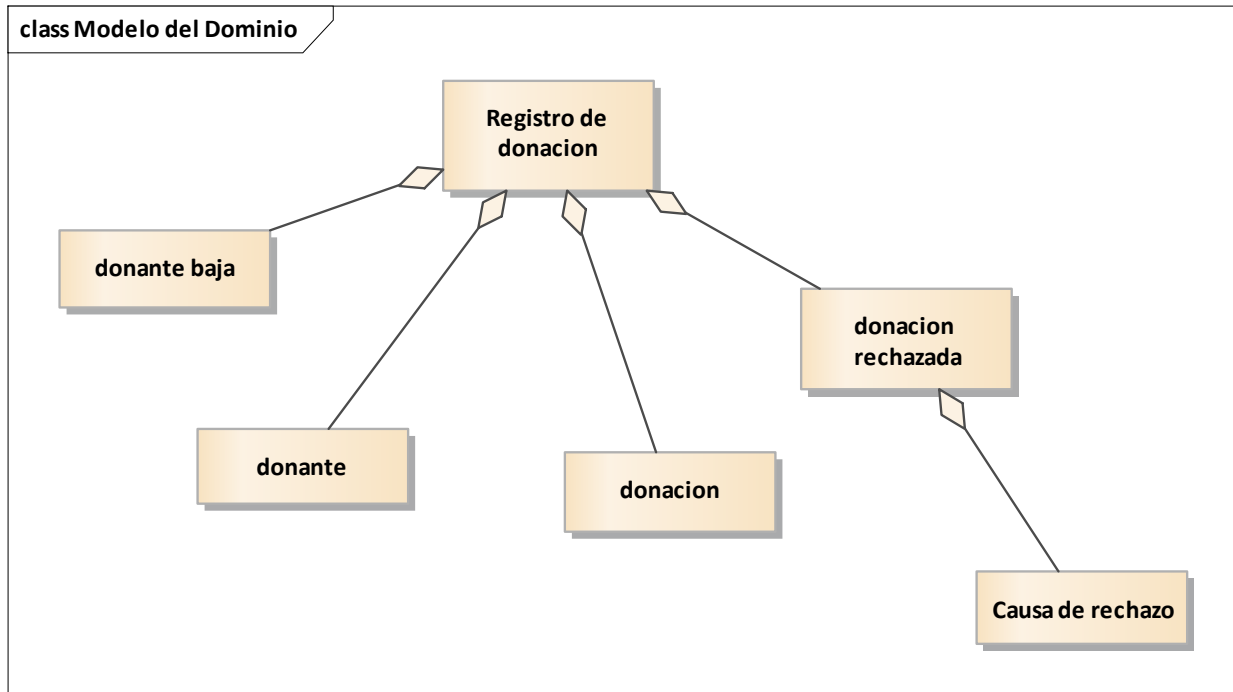 class Modelo del Dominio
Registro de
donacion
donante baja
donacion
rechazada
donante
donacion
Causa de rechazo